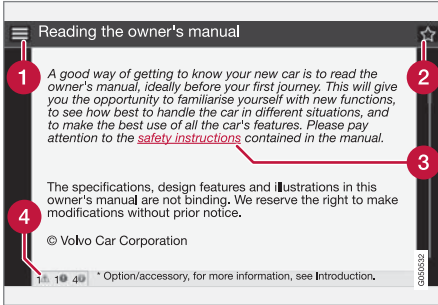 Reading the owner's manual
1
2
A good way of getting to know your new car is to read the
owner's manual, ideally before your first journey. This will give
you the opportunity to familiarise yourself with new functions,
to see how best to handle the car in different situations, and
to make the best use of all the car's features. Please pay
attention to the safety instructions contained in the manual.
3
The specifications, design features and illustrations in this
owner's manual are not binding. We reserve the right to make
modifications without prior notice.
4
© Volvo Car Corporation
1 1 4 * Option/accessory, for more information, see Introduction.
G050532